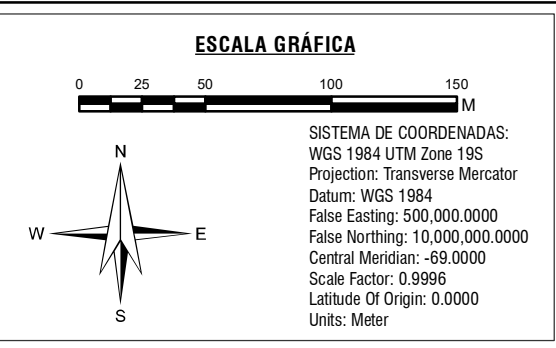 ESCALA GRÁFICA
0 25 50 100 150
M
SISTEMA DE COORDENADAS:
WGS 1984 UTM Zone 19S
Projection: Transverse Mercator
Datum: WGS 1984
False Easting: 500,000.0000
False Northing: 10,000,000.0000
Central Meridian: -69.0000
Scale Factor: 0.9996
Latitude Of Origin: 0.0000
Units: Meter
N
W E
S